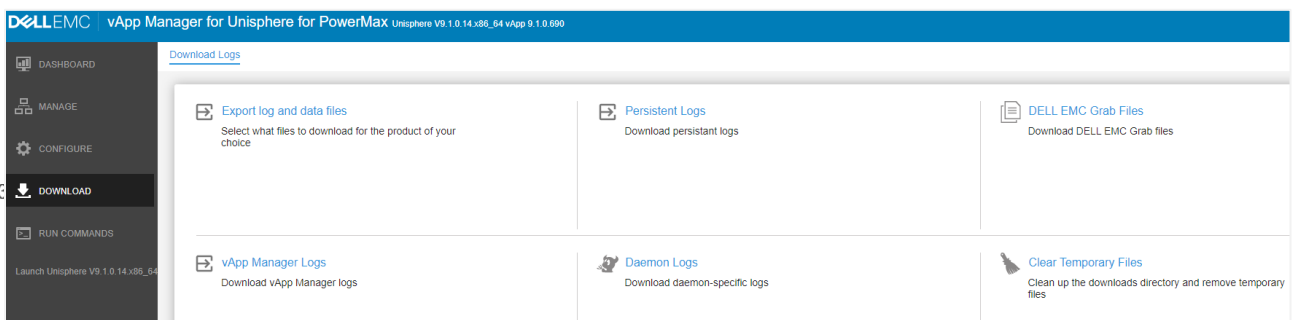 DELLEMC vApp Manager for Unisphere for PowerMax Unisphere V9.1.0.14.x86_64 vApp 9.1.0.690
DASHBOARD
MANAGE
CONFIGURE
DOWNLOAD
RUN COMMANDS
Launch Unisphere V9.1.0.14.x86_64
Download Logs
Export log and data files
Select what files to download for the product of your
choice
Persistent Logs
Download persistant logs
DELL EMC Grab Files
Download DELL EMC Grab files
vApp Manager Logs
Download vApp Manager logs
Daemon Logs
Download daemon-specific logs
Clear Temporary Files
Clean up the downloads directory and remove temporary
files